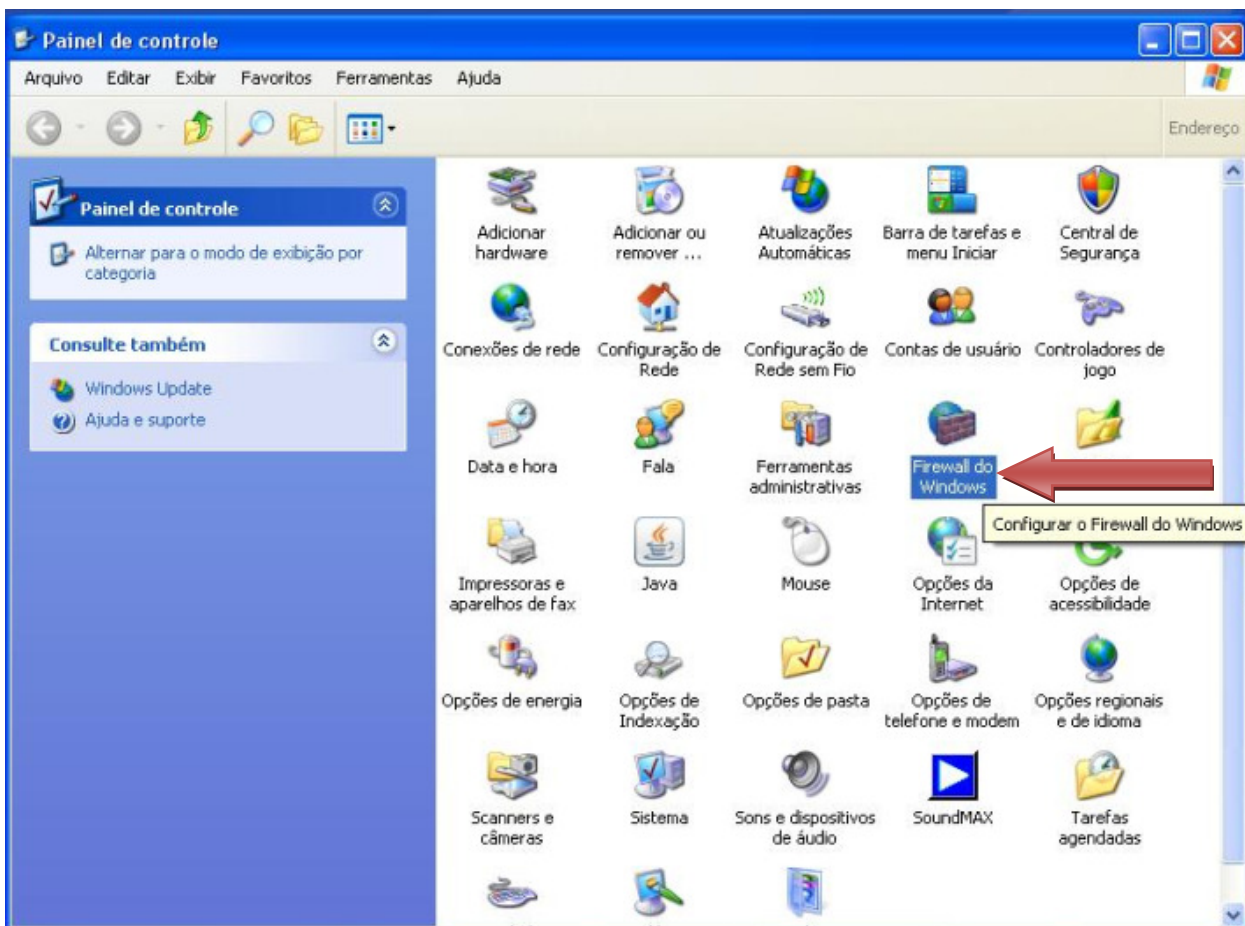 Painel de controle
Arquivo Editar Exibir Favoritos Ferramentas Ajuda
Endereço
Painel de controle
Alternar para o modo de exibição por
categoria
Consulte também
Windows Update
Ajuda e suporte
Adicionar
hardware
Adicionar ou
remover ...
Atualizações
Automáticas
Barra de tarefas e
menu Iniciar
Central de
Segurança
Conexões de rede
Configuração de
Rede
Configuração de
Rede sem Fio
Contas de usuário
Controladores de
jogo
Data e hora
Fala
Ferramentas
administrativas
Firewall do
Windows
Configurar o Firewall do Windows
Impressoras e
aparelhos de fax
Java
Mouse
Opções da
Internet
Opções de
acessibilidade
Opções de energia
Opções de
Indexação
Opções de pasta
Opções de
telefone e modem
Opções regionais
e de idioma
Scanners e
câmeras
Sistema
Sons e dispositivos
de áudio
SoundMAX
Tarefas
agendadas